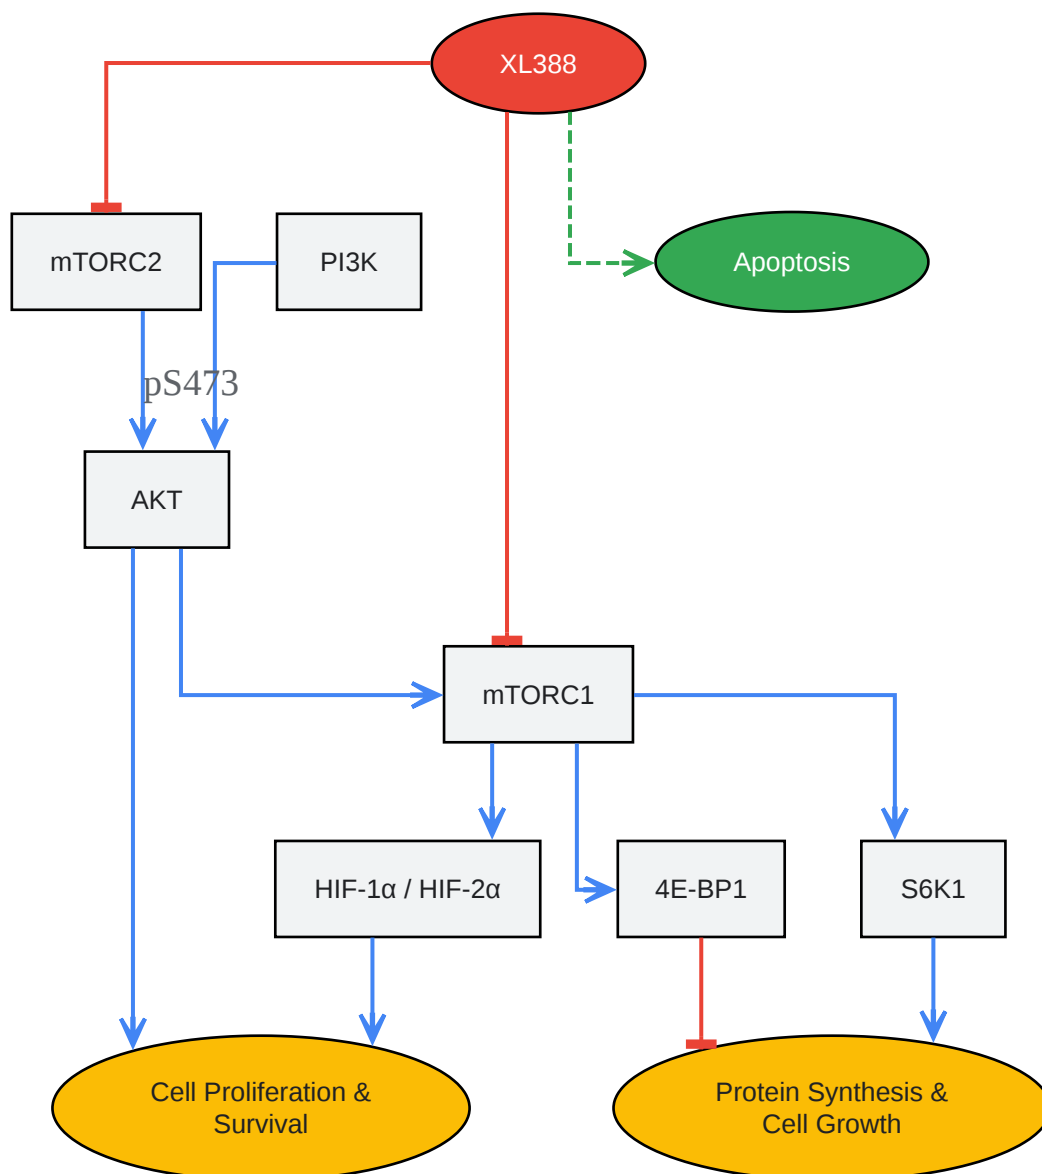 XL388
mTORC2
PI3K
Apoptosis
pS473
AKT
mTORC1
HIF-1α / HIF-2α
4E-BP1
S6K1
Cell Proliferation &
Survival
Protein Synthesis &
Cell Growth